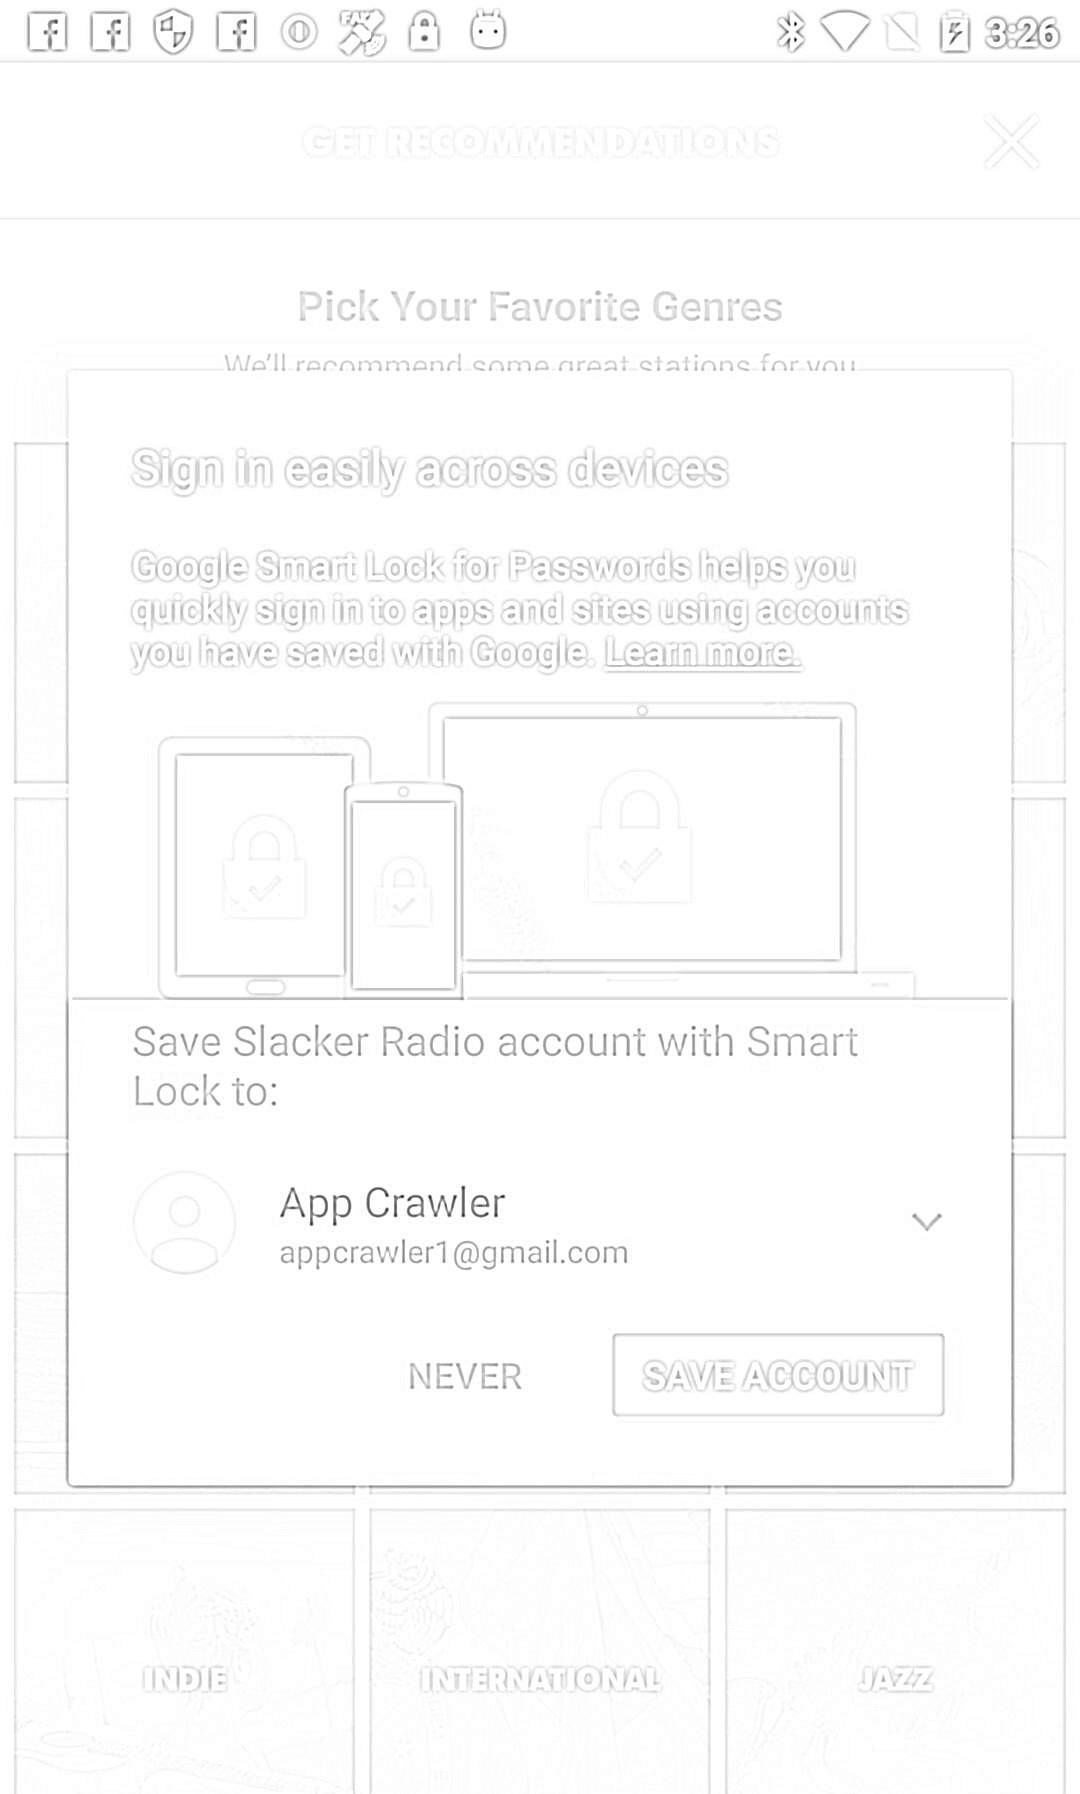 3:26
GET RECOMMENDATIONS
Pick Your Favorite Genres
We'll recommend some great stations for you
Sign in easily across devices
Google Smart Lock for Passwords helps you
quickly sign in to apps and sites using accounts
you have saved with Google. Learn more.
Save Slacker Radio account with Smart
Lock to:
App Crawler
appcrawler1@gmail.com
NEVER
SAVE ACCOUNT
INDIE
INTERNATIONAL
JAZZ